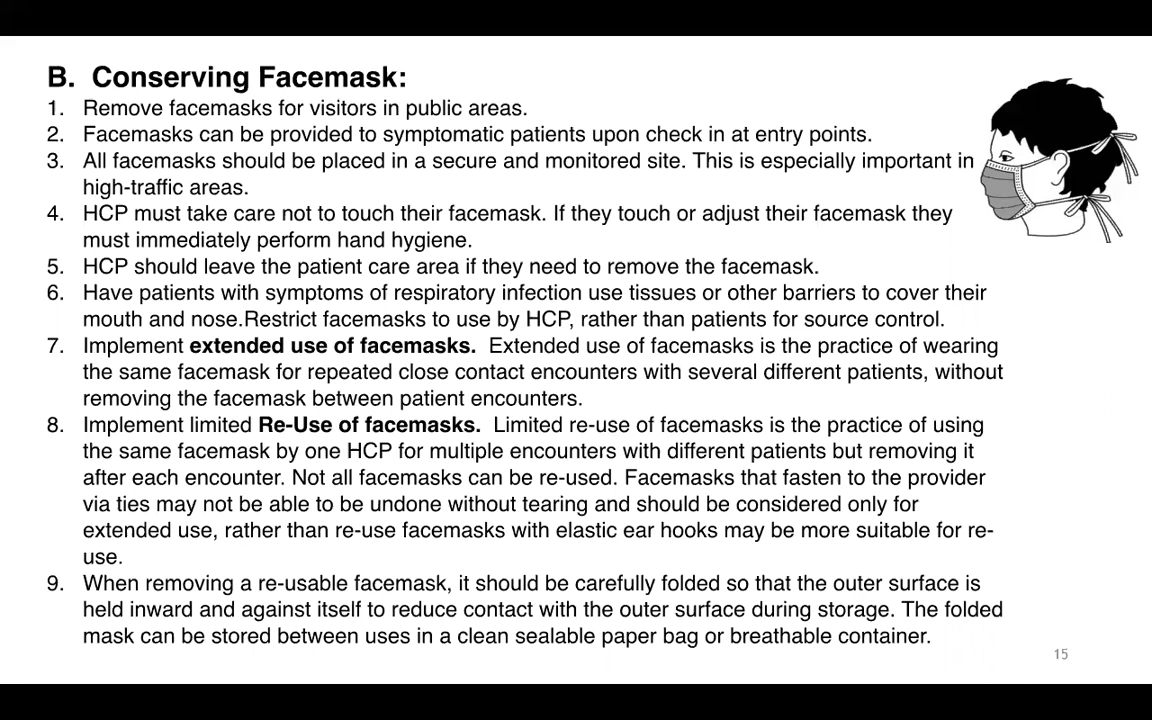 B. Conserving Facemask:
1. Remove facemasks for visitors in public areas.
2. Facemasks can be provided to symptomatic patients upon check in at entry points.
3. All facemasks should be placed in a secure and monitored site. This is especially important in
high-traffic areas.
4. HCP must take care not to touch their facemask. If they touch or adjust their facemask they
must immediately perform hand hygiene.
5. HCP should leave the patient care area if they need to remove the facemask.
6. Have patients with symptoms of respiratory infection use tissues or other barriers to cover their
mouth and nose.Restrict facemasks to use by HCP, rather than patients for source control.
7. Implement extended use of facemasks. Extended use of facemasks is the practice of wearing
the same facemask for repeated close contact encounters with several different patients, without
removing the facemask between patient encounters.
8. Implement limited Re-Use of facemasks. Limited re-use of facemasks is the practice of using
the same facemask by one HCP for multiple encounters with different patients but removing it
after each encounter. Not all facemasks can be re-used. Facemasks that fasten to the provider
via ties may not be able to be undone without tearing and should be considered only for
extended use, rather than re-use facemasks with elastic ear hooks may be more suitable for re-
use.
9. When removing a re-usable facemask, it should be carefully folded so that the outer surface is
held inward and against itself to reduce contact with the outer surface during storage. The folded
mask can be stored between uses in a clean sealable paper bag or breathable container.
15